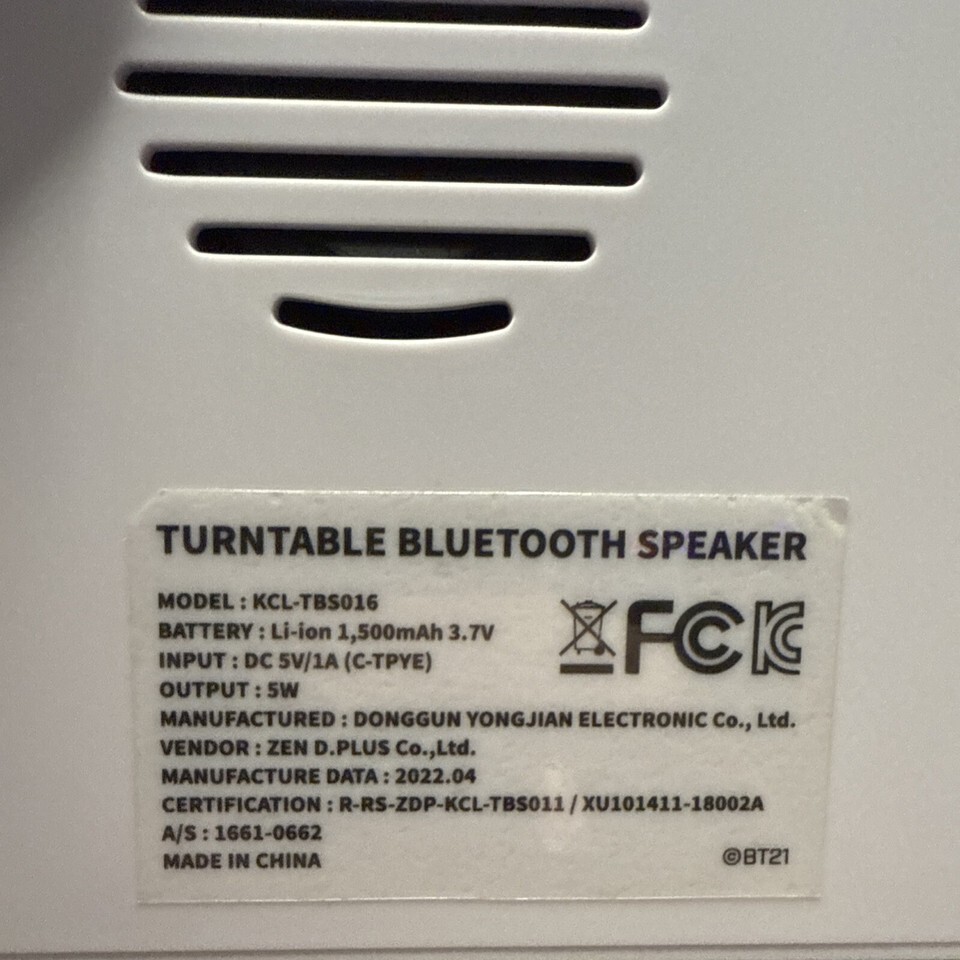 TURNTABLE BLUETOOTH SPEAKER
MODEL : KCL-TBS016
BATTERY : Li-ion 1,500mAh 3.7V
INPUT : DC 5V/1A (C-TPYE)
OUTPUT : 5W
MANUFACTURED : DONGGUN YONGJIAN ELECTRONIC Co., Ltd.
VENDOR : ZEN D.PLUS Co.,Ltd.
MANUFACTURE DATA : 2022.04
CERTIFICATION : R-RS-ZDP-KCL-TBS011 / XU101411-18002A
A/S : 1661-0662
MADE IN CHINA
FC KC
©BT21